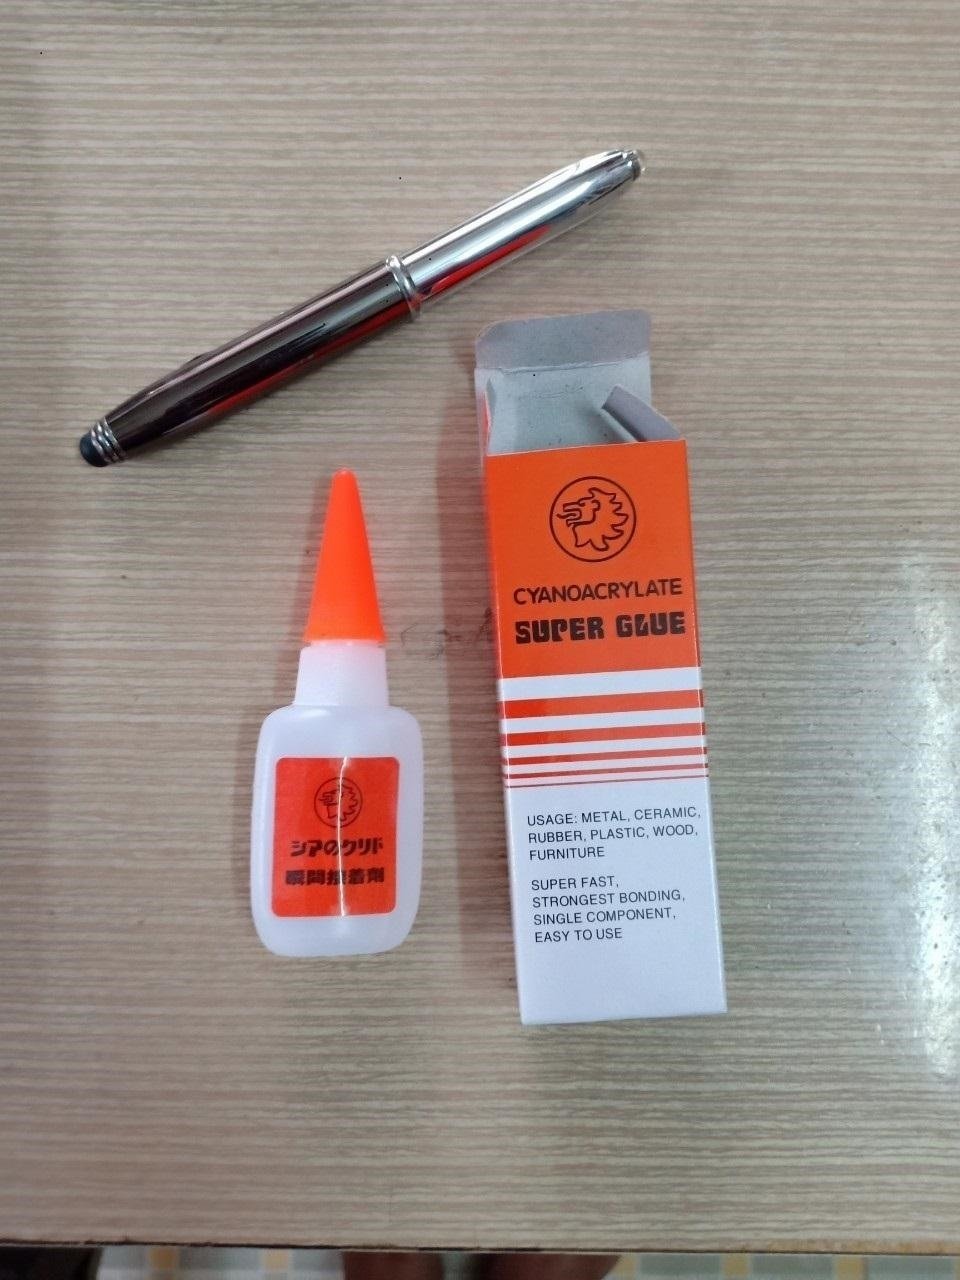 CYANOACRYLATE
SUPER GLUE
USAGE: METAL, CERAMIC,
RUBBER, PLASTIC, WOOD,
FURNITURE
SUPER FAST,
STRONGEST BONDING,
SINGLE COMPONENT,
EASY TO USE
シアのクリド
瞬間接着劑